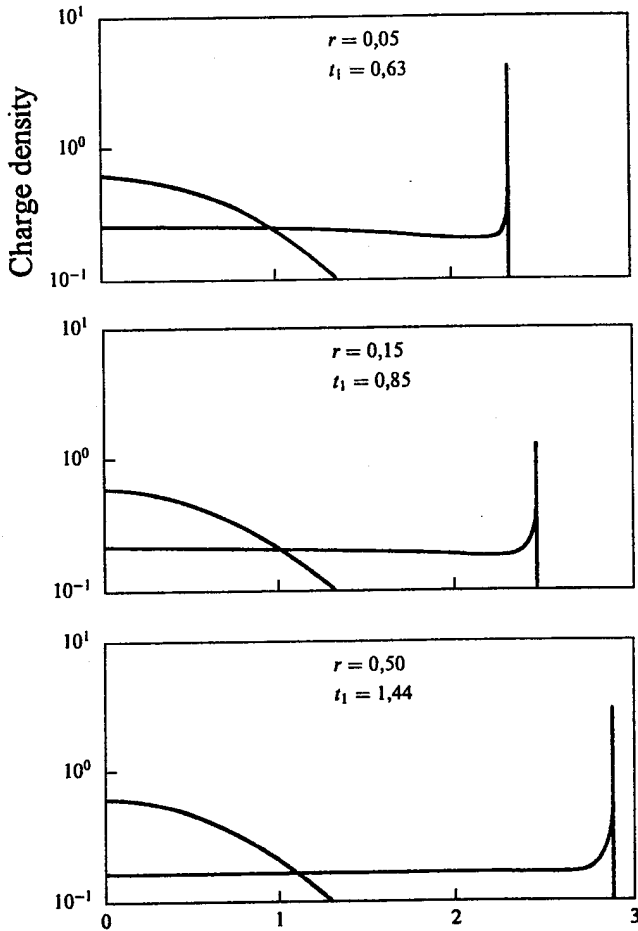 Charge density
10¹
r = 0,05
t₁ = 0,63
10⁰
10⁻¹
10¹
r = 0,15
t₁ = 0,85
10⁰
10⁻¹
10¹
r = 0,50
t₁ = 1,44
10⁰
10⁻¹
0 1 2 3